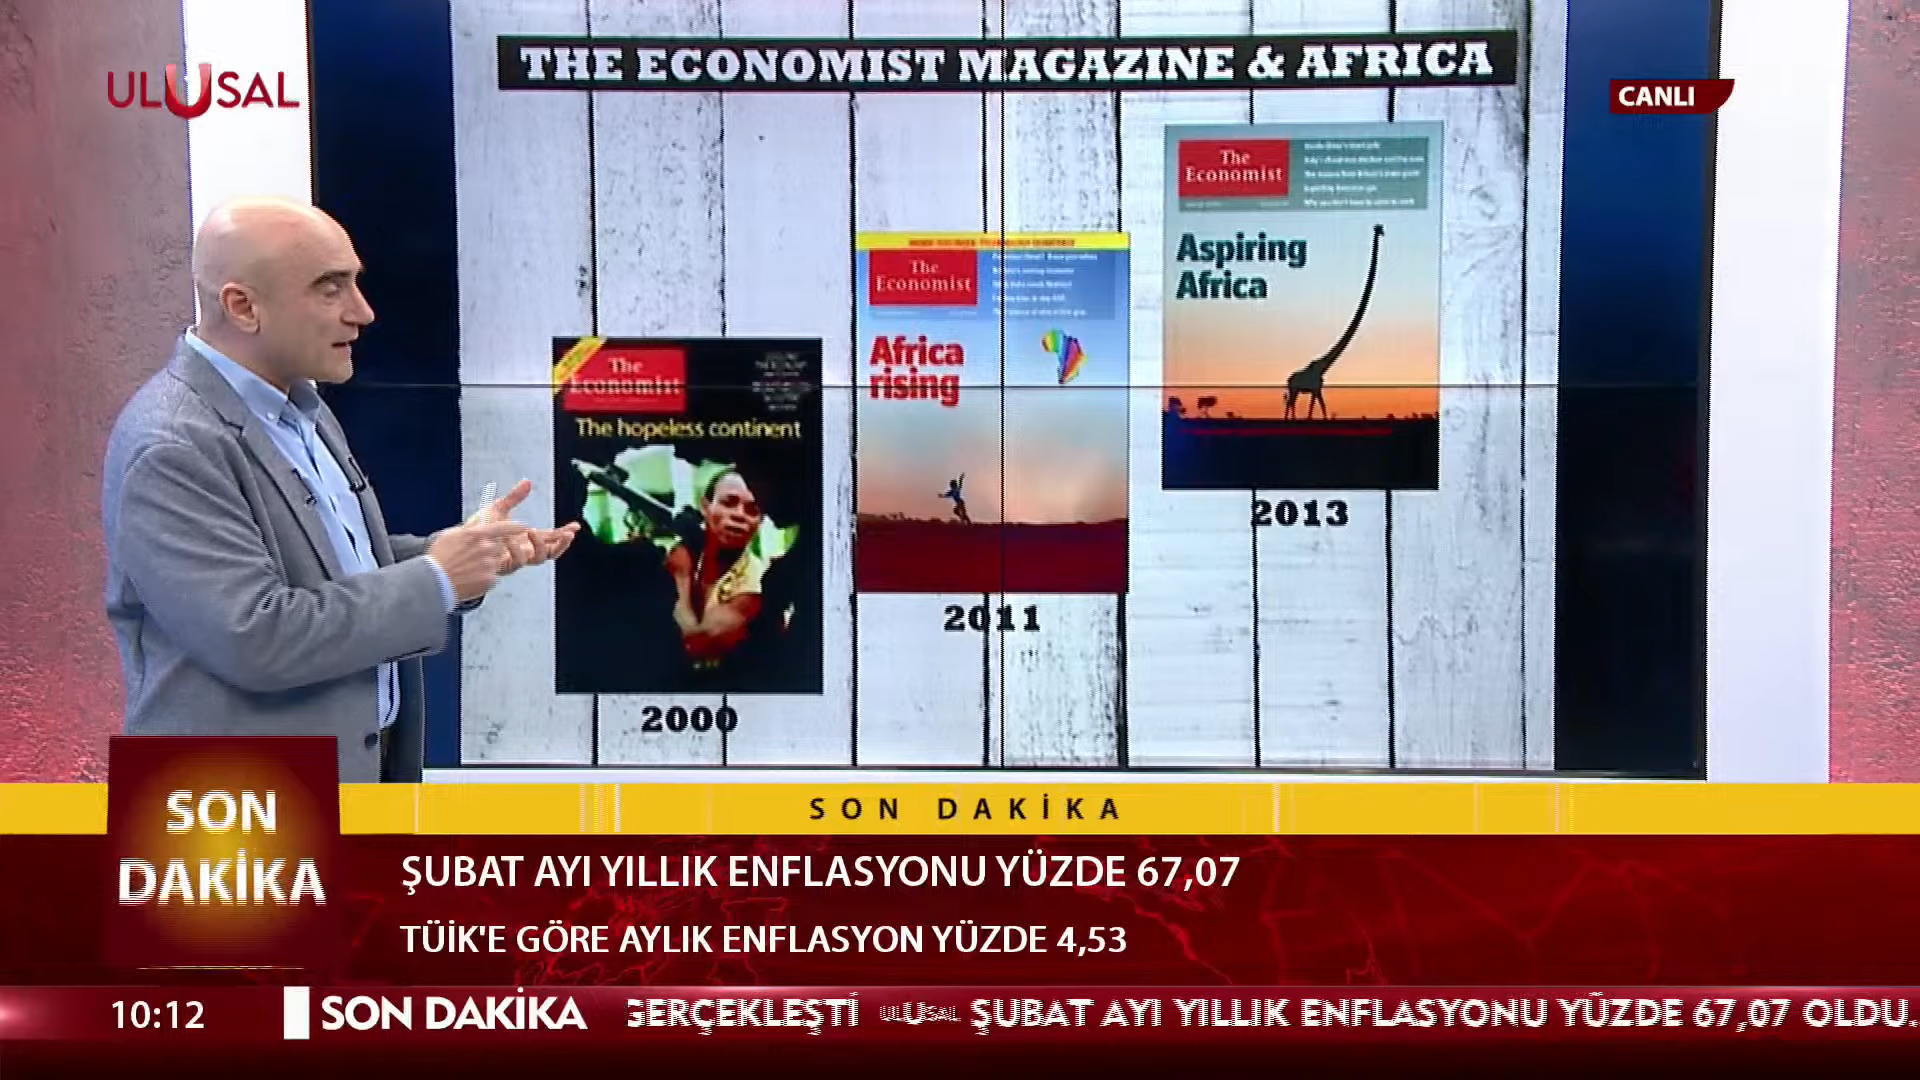 THE ECONOMIST MAGAZINE & AFRICA
ULUSAL
CANLI
The
Economist
Aspiring
Africa
2013
The
Economist
Africa
rising
2011
The
Economist
The hopeless continent
2000
SON
DAKİKA
SON DAKİKA
ŞUBAT AYI YILLIK ENFLASYONU YÜZDE 67,07
TÜİK'E GÖRE AYLIK ENFLASYON YÜZDE 4,53
10:12
SON DAKİKA
GERÇEKLEŞTİ ULUSAL ŞUBAT AYI YILLIK ENFLASYONU YÜZDE 67,07 OLDU..